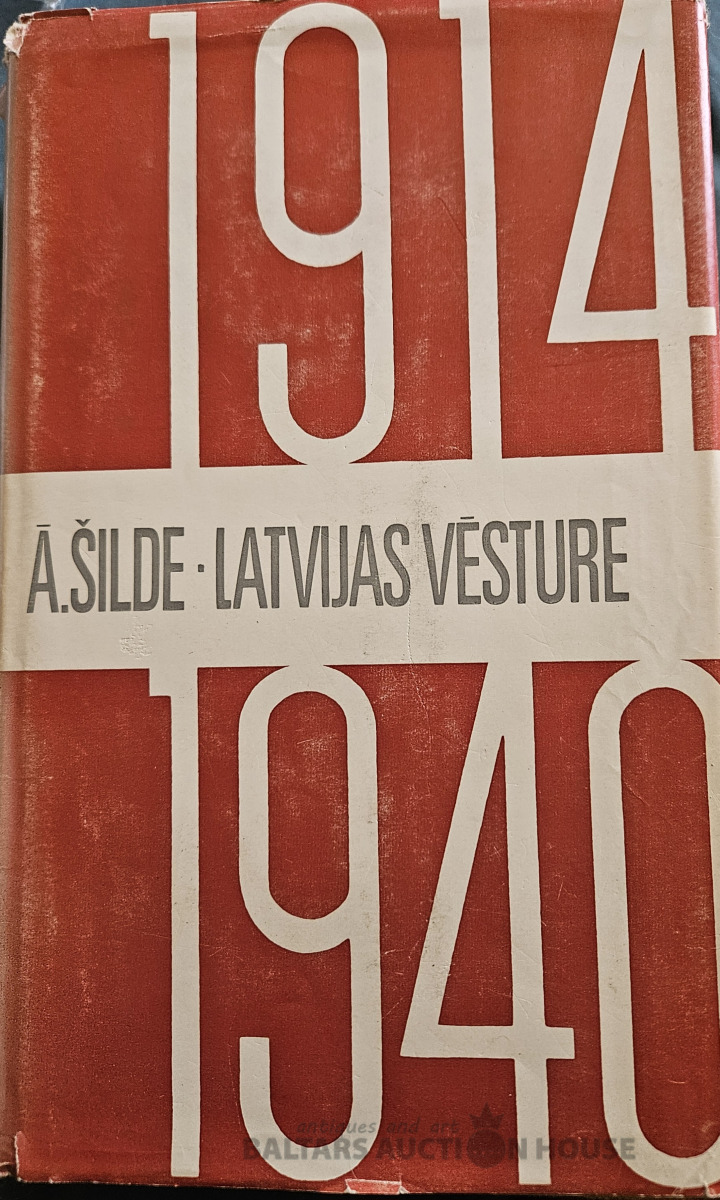 1914
Ā.ŠILDE · LATVIJAS VĒSTURE
1940
antiques and art
BALTARS AUCTION HOUSE